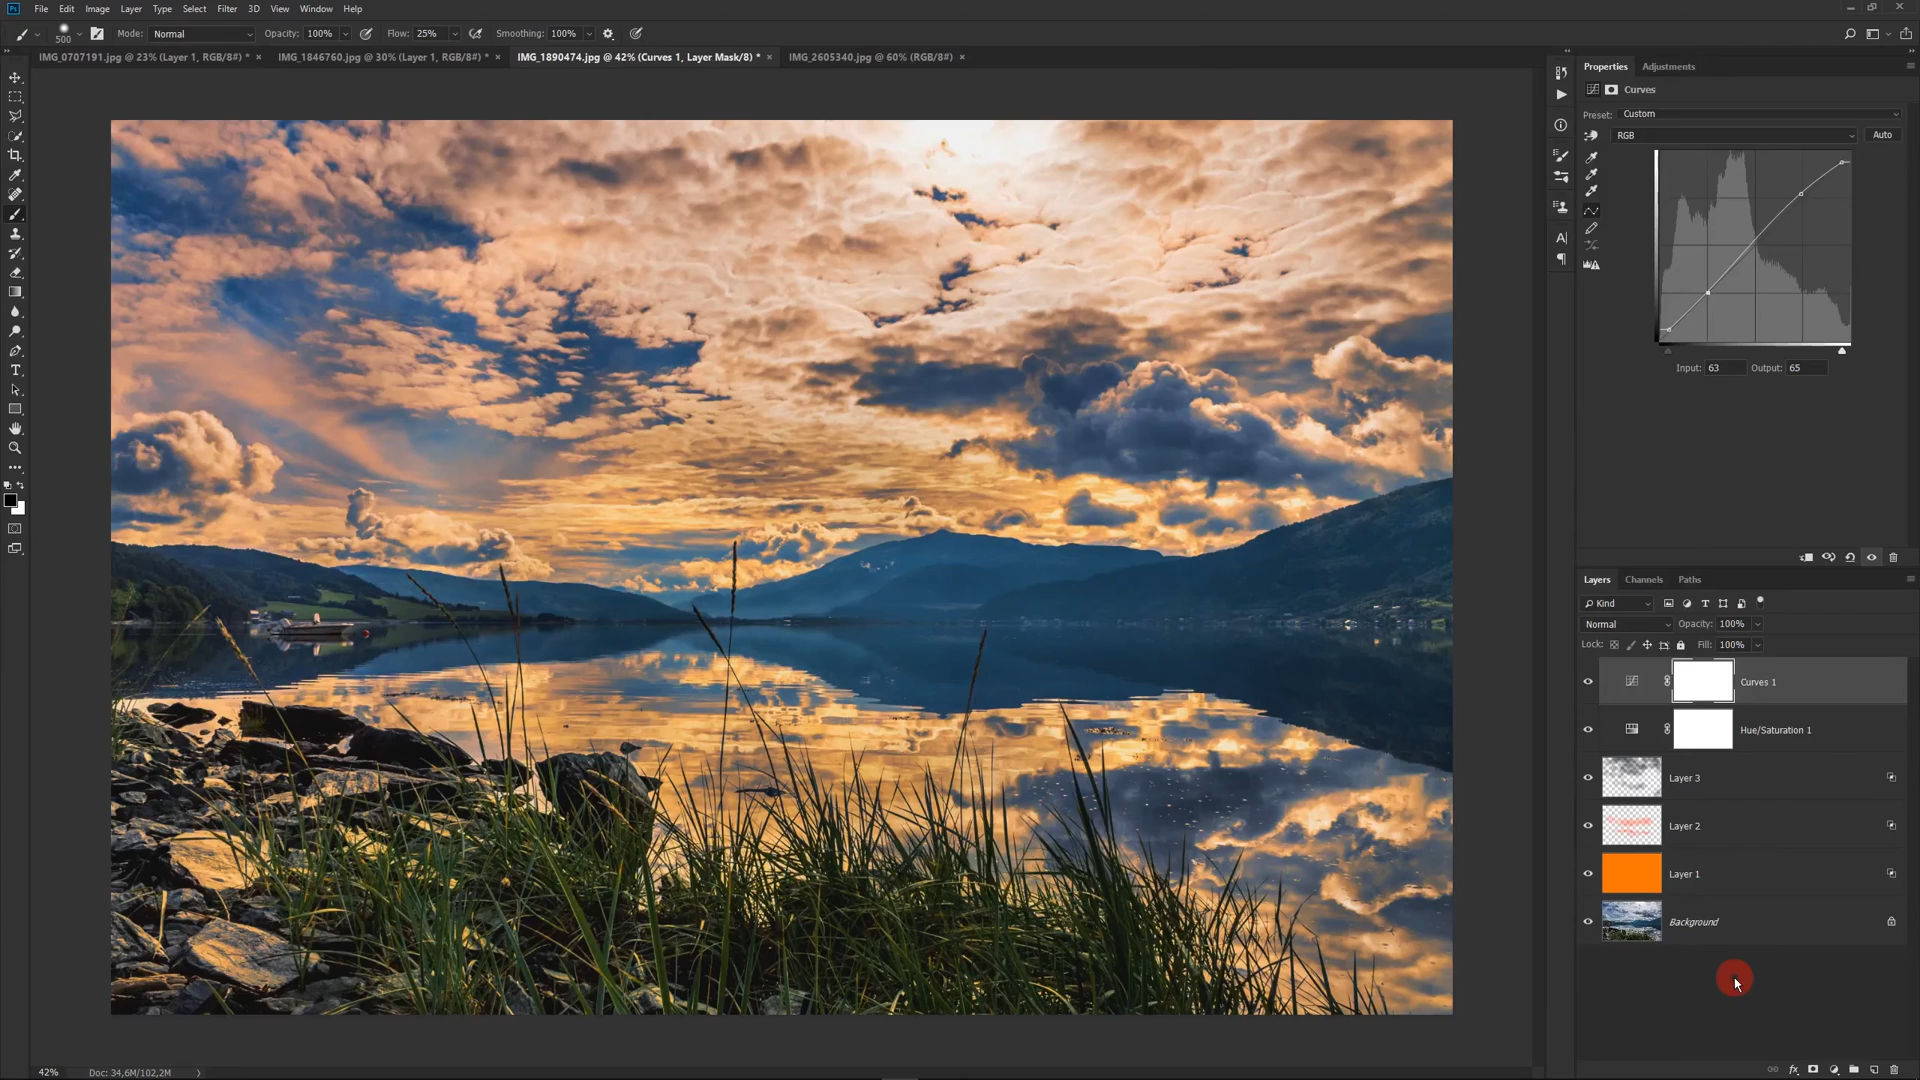 Ps File Edit Image Layer Type Select Filter 3D View Window Help
500 Mode: Normal Opacity: 100% Flow: 25% Smoothing: 100%
IMG_0707191.jpg @ 23% (Layer 1, RGB/8#) * × IMG_1846760.jpg @ 30% (Layer 1, RGB/8#) * × IMG_1890474.jpg @ 42% (Curves 1, Layer Mask/8) * × IMG_2605340.jpg @ 60% (RGB/8#) ×
Properties Adjustments
Curves
Preset: Custom
RGB Auto
Input: 63 Output: 65
Layers Channels Paths
Kind
Normal Opacity: 100%
Lock: Fill: 100%
Curves 1
Hue/Saturation 1
Layer 3
Layer 2
Layer 1
Background
42% Doc: 34,6M/102,2M